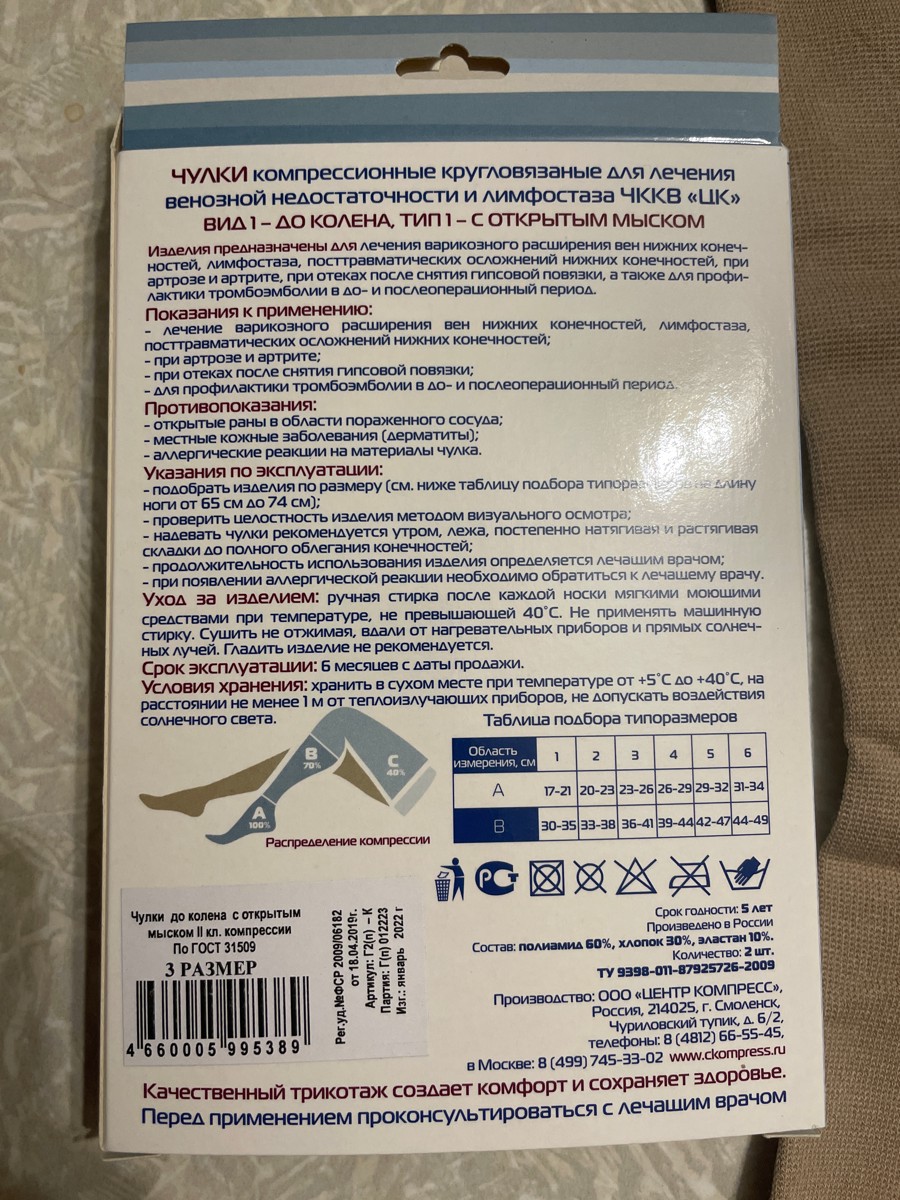 ЧУЛКИ компрессионные кругловязаные для лечения
венозной недостаточности и лимфостаза ЧККВ «ЦК»
ВИД 1 – ДО КОЛЕНА, ТИП 1 – С ОТКРЫТЫМ МЫСКОМ
Изделия предназначены для лечения варикозного расширения вен нижних конеч-
ностей, лимфостаза, посттравматических осложнений нижних конечностей, при
артрозе и артрите, при отеках после снятия гипсовой повязки, а также для профи-
лактики тромбоэмболии в до- и послеоперационный период.
Показания к применению:
- лечение варикозного расширения вен нижних конечностей, лимфостаза,
посттравматических осложнений нижних конечностей;
- при артрозе и артрите;
- при отеках после снятия гипсовой повязки;
- для профилактики тромбоэмболии в до- и послеоперационный период.
Противопоказания:
- открытые раны в области пораженного сосуда;
- местные кожные заболевания (дерматиты);
- аллергические реакции на материалы чулка.
Указания по эксплуатации:
- подобрать изделия по размеру (см. ниже таблицу подбора типоразмеров на длину
ноги от 65 см до 74 см);
- проверить целостность изделия методом визуального осмотра;
- надевать чулки рекомендуется утром, лежа, постепенно натягивая и растягивая
складки до полного облегания конечностей;
- продолжительность использования изделия определяется лечащим врачом;
- при появлении аллергической реакции необходимо обратиться к лечащему врачу.
Уход за изделием: ручная стирка после каждой носки мягкими моющими
средствами при температуре, не превышающей 40°С. Не применять машинную
стирку. Сушить не отжимая, вдали от нагревательных приборов и прямых солнеч-
ных лучей. Гладить изделие не рекомендуется.
Срок эксплуатации: 6 месяцев с даты продажи.
Условия хранения: хранить в сухом месте при температуре от +5°С до +40°С, на
расстоянии не менее 1 м от теплоизлучающих приборов, не допускать воздействия
солнечного света.
Таблица подбора типоразмеров
Область измерения, см 1 2 3 4 5 6
А 17-21 20-23 23-26 26-29 29-32 31-34
В 30-35 33-38 36-41 39-44 42-47 44-49
В
70%
С
40%
А
100%
Распределение компрессии
РСТ
Срок годности: 5 лет
Произведено в России
Состав: полиамид 60%, хлопок 30%, эластан 10%.
Количество: 2 шт.
ТУ 9398-011-87925726-2009
Производство: ООО «ЦЕНТР КОМПРЕСС»,
Россия, 214025, г. Смоленск,
Чуриловский тупик, д. 6/2,
телефоны: 8 (4812) 66-55-45,
в Москве: 8 (499) 745-33-02 www.ckompress.ru
Чулки до колена с открытым
мыском II кл. компрессии
По ГОСТ 31509
3 РАЗМЕР
4 660005 995389
Рег.уд.№ФСР 2009/06182
от 18.04.2019г.
Артикул: Г2(п) – К
Партия: Г(п) 012223
Изг.: январь 2022 г
Качественный трикотаж создает комфорт и сохраняет здоровье.
Перед применением проконсультироваться с лечащим врачом